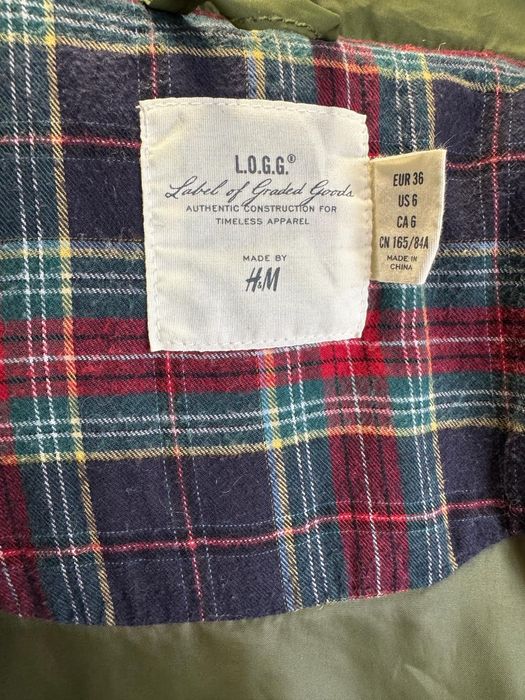 L.O.G.G.®
Label of Graded Goods
AUTHENTIC CONSTRUCTION FOR
TIMELESS APPAREL
MADE BY
H&M
EUR 36
US 6
CA 6
CN 165/84A
MADE IN
CHINA